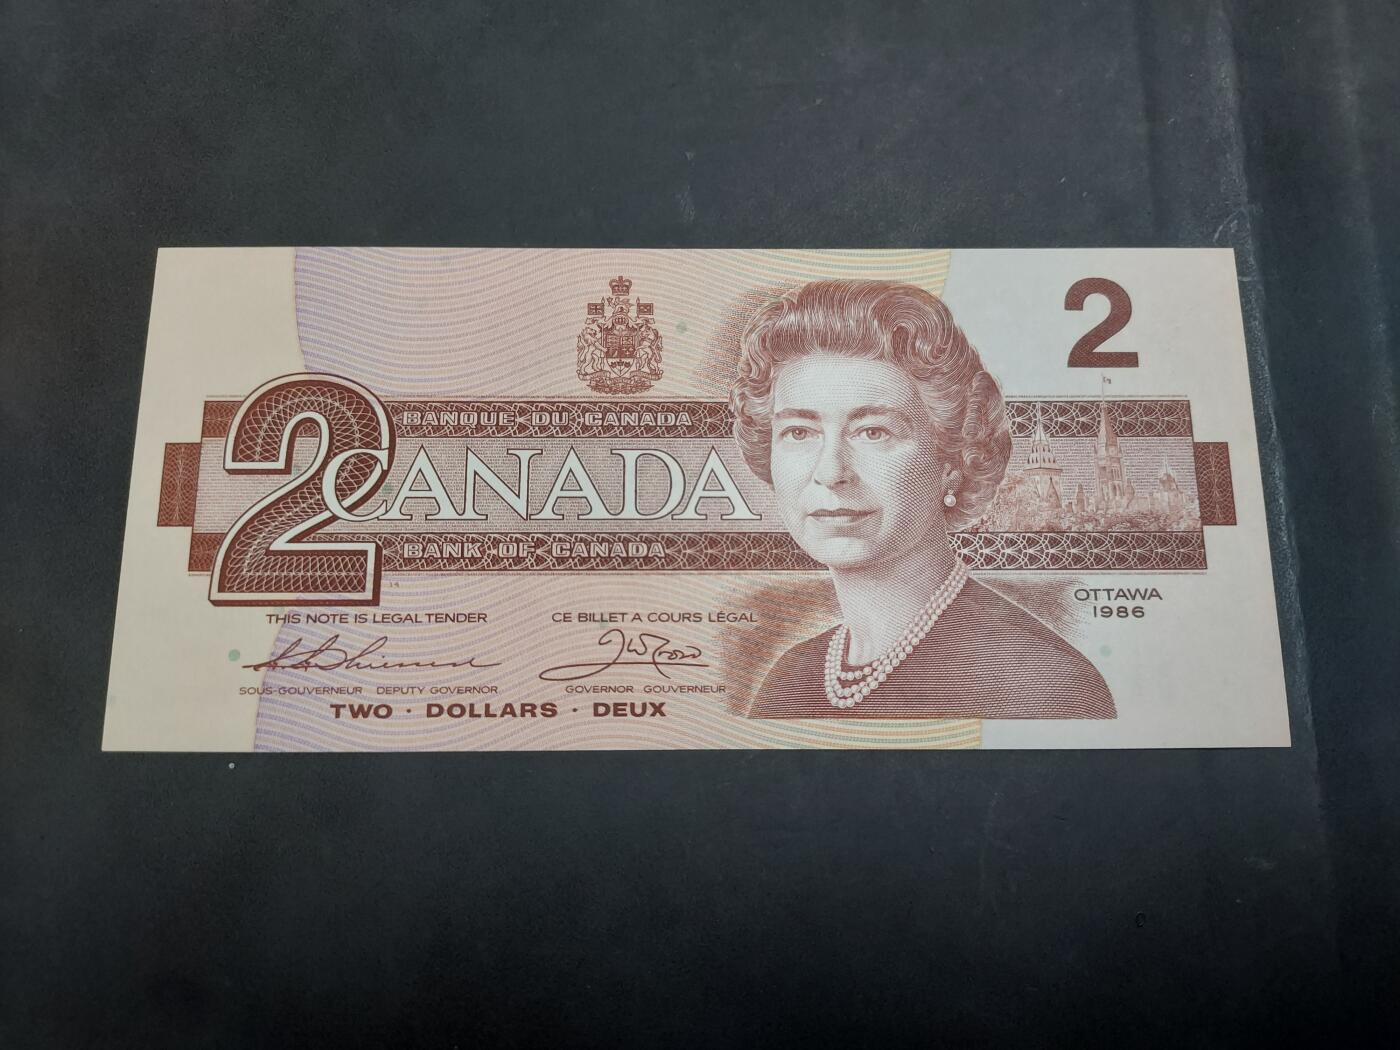 2
BANQUE DU CANADA
2
CANADA
BANK OF CANADA
14
THIS NOTE IS LEGAL TENDER CE BILLET A COURS LÉGAL
OTTAWA
1986
SOUS-GOUVERNEUR DEPUTY GOVERNOR GOVERNOR GOUVERNEUR
TWO · DOLLARS · DEUX